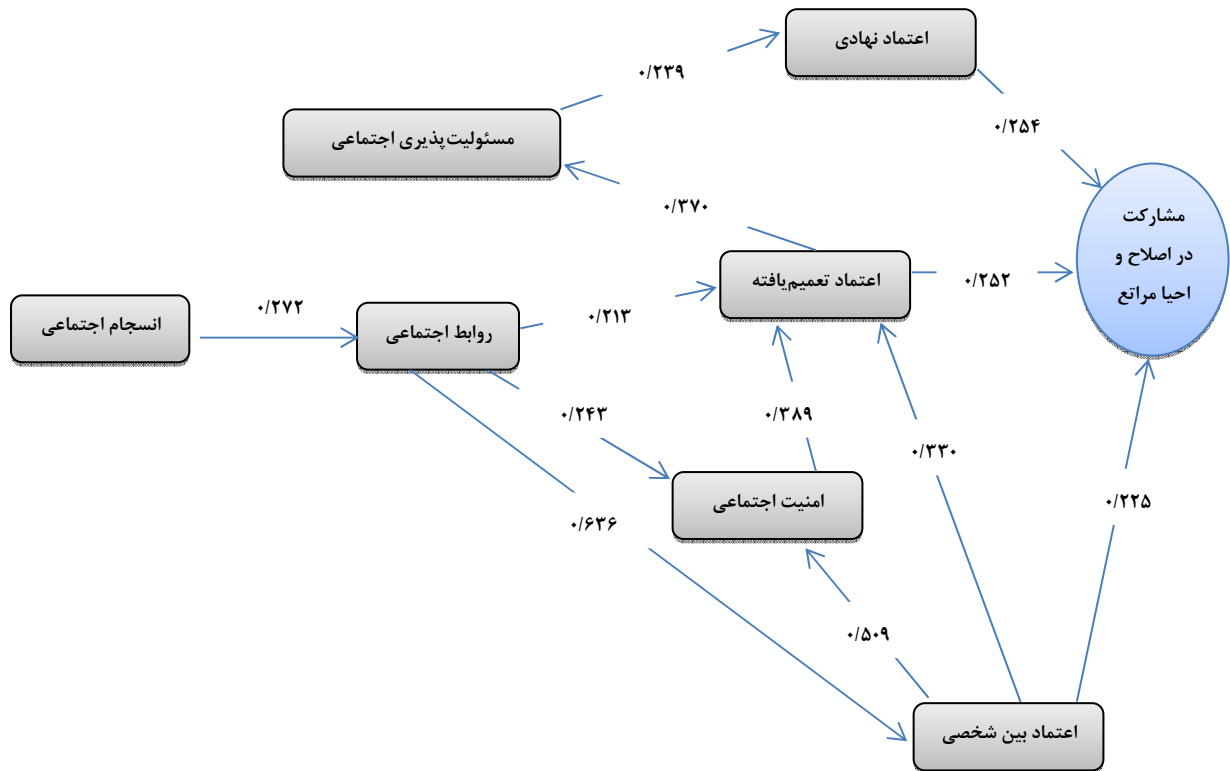 اعتماد نهادی
۰/۲۳۹
۰/۲۵۴
مسئولیت‌پذیری اجتماعی
۰/۳۷۰
مشارکت
در اصلاح و
احیا مراتع
اعتماد تعمیم‌یافته
۰/۲۵۲
انسجام اجتماعی
۰/۲۷۲
روابط اجتماعی
۰/۲۱۳
۰/۲۴۳
۰/۳۸۹
۰/۳۳۰
۰/۶۳۶
امنیت اجتماعی
۰/۲۲۵
۰/۵۰۹
اعتماد بین شخصی